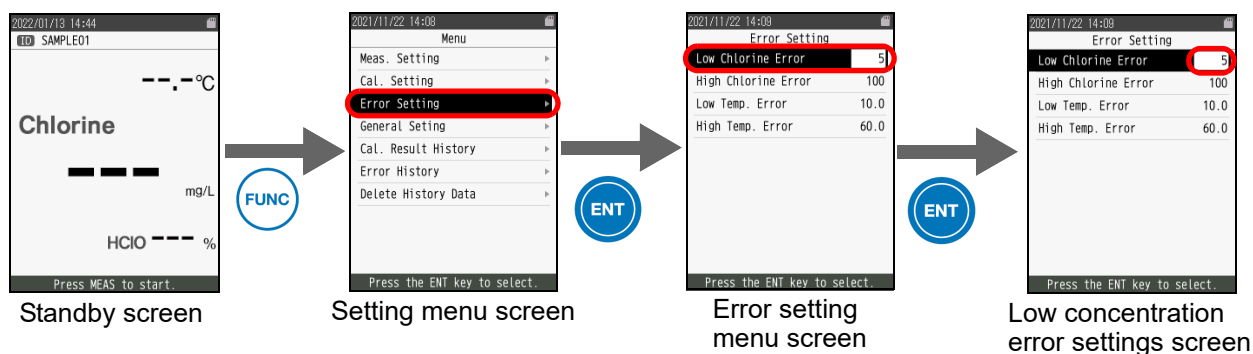 2022/01/13 14:44
ID SAMPLE01
--.-℃
Chlorine
---
mg/L
HClO --- %
Press MEAS to start.
Standby screen
FUNC
2021/11/22 14:08
Menu
Meas. Setting
Cal. Setting
Error Setting
General Seting
Cal. Result History
Error History
Delete History Data
Press the ENT key to select.
Setting menu screen
ENT
2021/11/22 14:09
Error Setting
Low Chlorine Error 5
High Chlorine Error 100
Low Temp. Error 10.0
High Temp. Error 60.0
Press the ENT key to select.
Error setting
menu screen
ENT
2021/11/22 14:09
Error Setting
Low Chlorine Error 5
High Chlorine Error 100
Low Temp. Error 10.0
High Temp. Error 60.0
Press the ENT key to select.
Low concentration
error settings screen